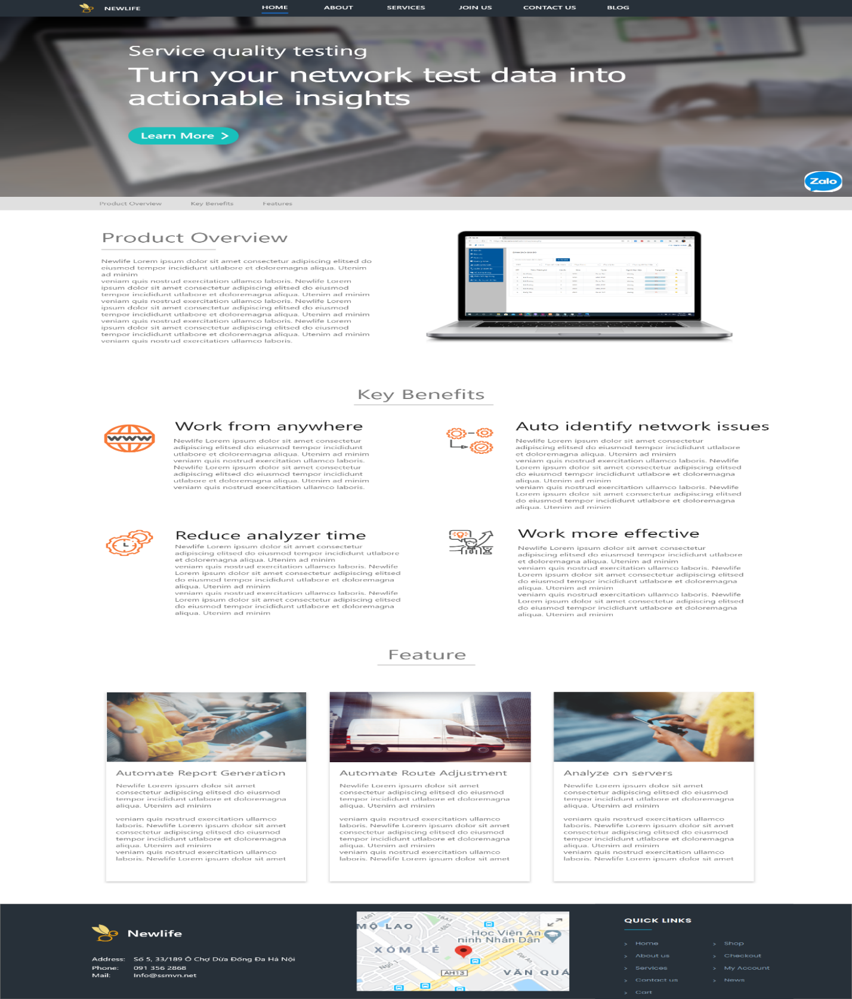 NEWLIFE
HOME
ABOUT
SERVICES
JOIN US
CONTACT US
BLOG
Service quality testing
Turn your network test data into
actionable insights
Learn More >
Zalo
Product Overview
Key Benefits
Features
Product Overview
Newlife Lorem ipsum dolor sit amet consectetur adipiscing elitsed do
eiusmod tempor incididunt utlabore et doloremagna aliqua. Utenim
ad minim
veniam quis nostrud exercitation ullamco laboris. Newlife Lorem
ipsum dolor sit amet consectetur adipiscing elitsed do eiusmod
tempor incididunt utlabore et doloremagna aliqua. Utenim ad minim
veniam quis nostrud exercitation ullamco laboris. Newlife Lorem
ipsum dolor sit amet consectetur adipiscing elitsed do eiusmod
tempor incididunt utlabore et doloremagna aliqua. Utenim ad minim
veniam quis nostrud exercitation ullamco laboris. Newlife Lorem
ipsum dolor sit amet consectetur adipiscing elitsed do eiusmod
tempor incididunt utlabore et doloremagna aliqua. Utenim ad minim
veniam quis nostrud exercitation ullamco laboris.
Key Benefits
WWW
Work from anywhere
Newlife Lorem ipsum dolor sit amet consectetur
adipiscing elitsed do eiusmod tempor incididunt
utlabore et doloremagna aliqua. Utenim ad minim
veniam quis nostrud exercitation ullamco laboris.
Newlife Lorem ipsum dolor sit amet consectetur
adipiscing elitsed do eiusmod tempor incididunt
utlabore et doloremagna aliqua. Utenim ad minim
veniam quis nostrud exercitation ullamco laboris.
Auto identify network issues
Newlife Lorem ipsum dolor sit amet consectetur
adipiscing elitsed do eiusmod tempor incididunt utlabore
et doloremagna aliqua. Utenim ad minim
veniam quis nostrud exercitation ullamco laboris. Newlife
Lorem ipsum dolor sit amet consectetur adipiscing elitsed
do eiusmod tempor incididunt utlabore et doloremagna
aliqua. Utenim ad minim
veniam quis nostrud exercitation ullamco laboris. Newlife
Lorem ipsum dolor sit amet consectetur adipiscing elitsed
do eiusmod tempor incididunt utlabore et doloremagna
aliqua. Utenim ad minim
Reduce analyzer time
Newlife Lorem ipsum dolor sit amet consectetur
adipiscing elitsed do eiusmod tempor incididunt utlabore
et doloremagna aliqua. Utenim ad minim
veniam quis nostrud exercitation ullamco laboris. Newlife
Lorem ipsum dolor sit amet consectetur adipiscing elitsed
do eiusmod tempor incididunt utlabore et doloremagna
aliqua. Utenim ad minim
veniam quis nostrud exercitation ullamco laboris. Newlife
Lorem ipsum dolor sit amet consectetur adipiscing elitsed
do eiusmod tempor incididunt utlabore et doloremagna
aliqua. Utenim ad minim
Work more effective
Newlife Lorem ipsum dolor sit amet consectetur
adipiscing elitsed do eiusmod tempor incididunt utlabore
et doloremagna aliqua. Utenim ad minim
veniam quis nostrud exercitation ullamco laboris. Newlife
Lorem ipsum dolor sit amet consectetur adipiscing elitsed
do eiusmod tempor incididunt utlabore et doloremagna
aliqua. Utenim ad minim
veniam quis nostrud exercitation ullamco laboris. Newlife
Lorem ipsum dolor sit amet consectetur adipiscing elitsed
do eiusmod tempor incididunt utlabore et doloremagna
aliqua. Utenim ad minim
Feature
Automate Report Generation
Newlife Lorem ipsum dolor sit amet
consectetur adipiscing elitsed do eiusmod
tempor incididunt utlabore et doloremagna
aliqua. Utenim ad minim
veniam quis nostrud exercitation ullamco
laboris. Newlife Lorem ipsum dolor sit amet
consectetur adipiscing elitsed do eiusmod
tempor incididunt utlabore et doloremagna
aliqua. Utenim ad minim
veniam quis nostrud exercitation ullamco
laboris. Newlife Lorem ipsum dolor sit amet
Automate Route Adjustment
Newlife Lorem ipsum dolor sit amet
consectetur adipiscing elitsed do eiusmod
tempor incididunt utlabore et doloremagna
aliqua. Utenim ad minim
veniam quis nostrud exercitation ullamco
laboris. Newlife Lorem ipsum dolor sit amet
consectetur adipiscing elitsed do eiusmod
tempor incididunt utlabore et doloremagna
aliqua. Utenim ad minim
veniam quis nostrud exercitation ullamco
laboris. Newlife Lorem ipsum dolor sit amet
Analyze on servers
Newlife Lorem ipsum dolor sit amet
consectetur adipiscing elitsed do eiusmod
tempor incididunt utlabore et doloremagna
aliqua. Utenim ad minim
veniam quis nostrud exercitation ullamco
laboris. Newlife Lorem ipsum dolor sit amet
consectetur adipiscing elitsed do eiusmod
tempor incididunt utlabore et doloremagna
aliqua. Utenim ad minim
veniam quis nostrud exercitation ullamco
laboris. Newlife Lorem ipsum dolor sit amet
Newlife
Address: Số 5, 33/189 Ô Chợ Dừa Đống Đa Hà Nội
Phone: 091 356 2868
Mail: Info@ssmvn.net
MỘ LAO
Học Viện An
ninh Nhân Dân
XÓM LÊ
Ngõ 1
Đại An
AH13
VĂN QUÁ
QUICK LINKS
> Home
> About us
> Services
> Contact us
> Cart
> Shop
> Checkout
> My Account
> News